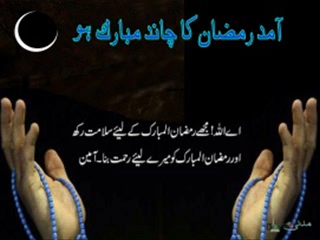 آمد رمضان کا چاند مبارک ہو
اے اللہ! مجھے رمضان المبارک کے لیئے سلامت رکھ
اور رمضان المبارک کو میرے لیئے رحمت بنا۔ آمین